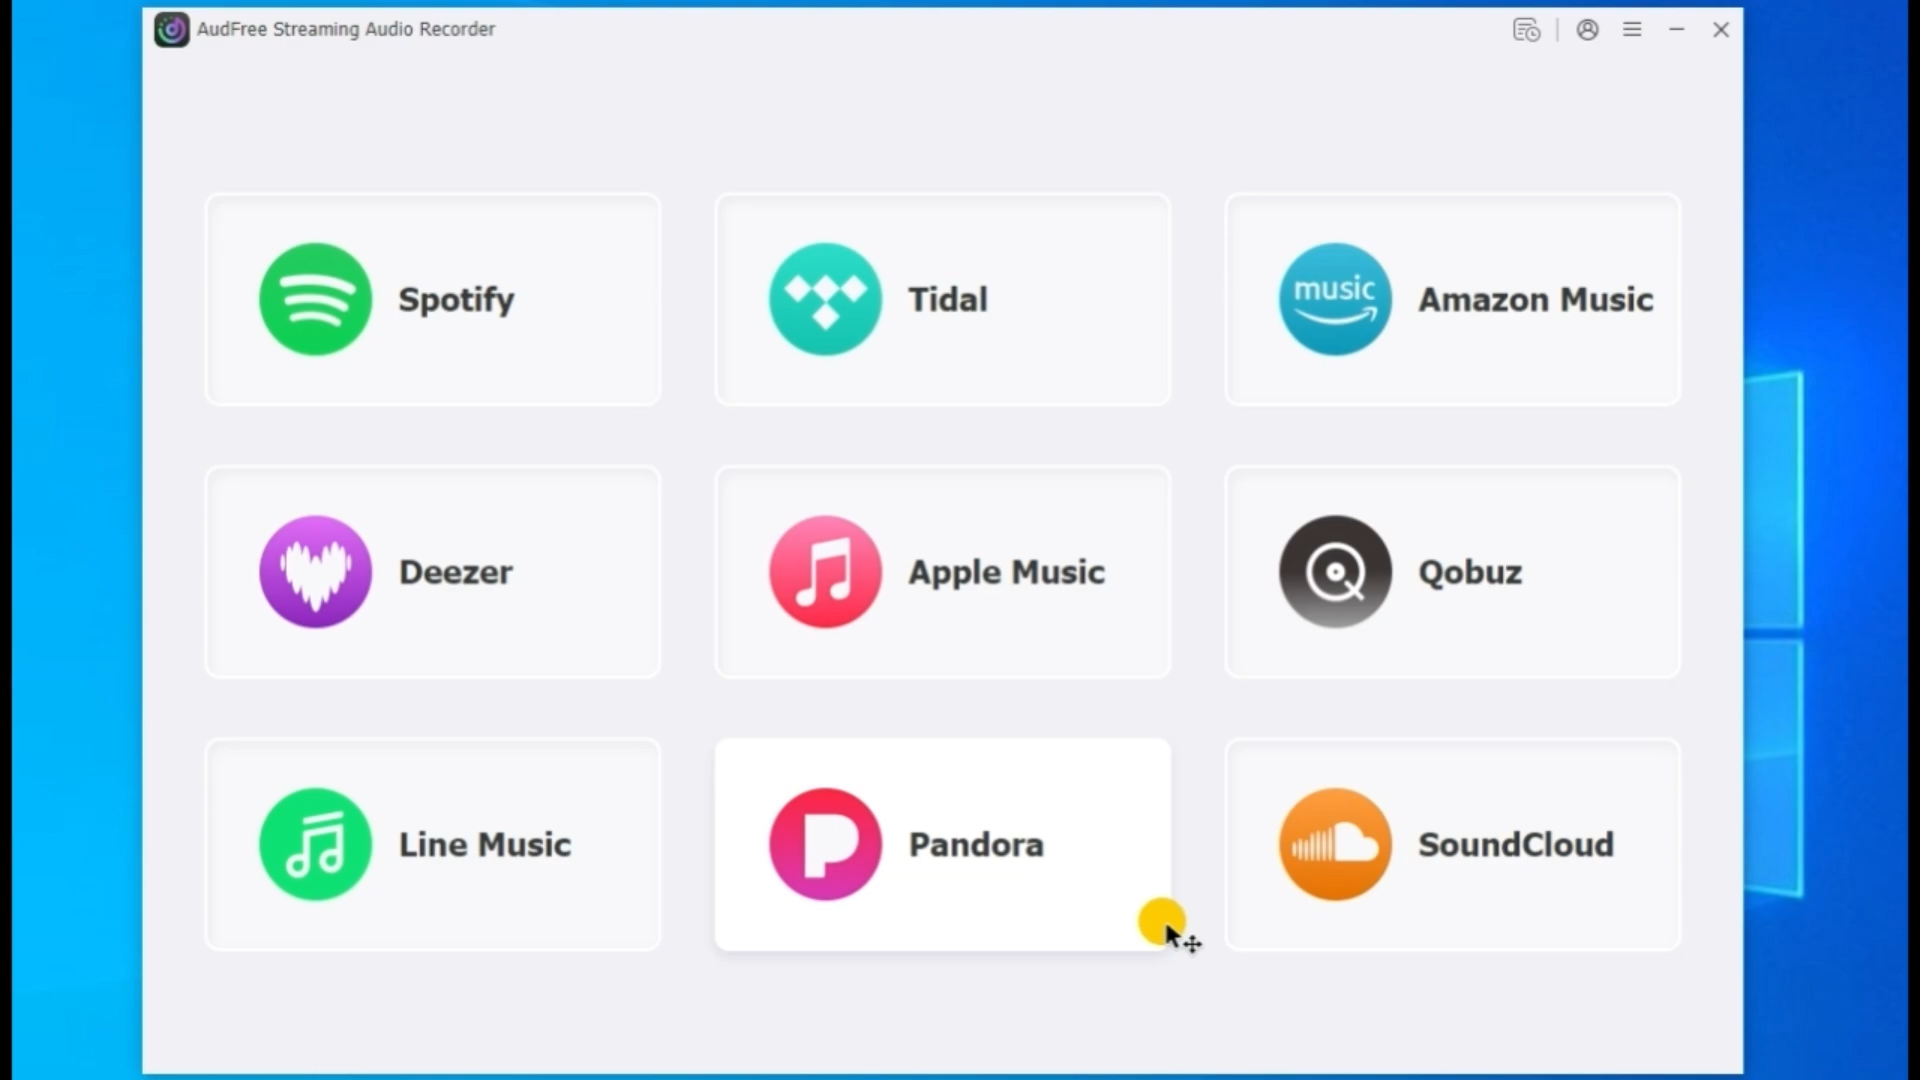 AudFree Streaming Audio Recorder
Spotify
Tidal
music
Amazon Music
Deezer
Apple Music
Qobuz
Line Music
Pandora
SoundCloud